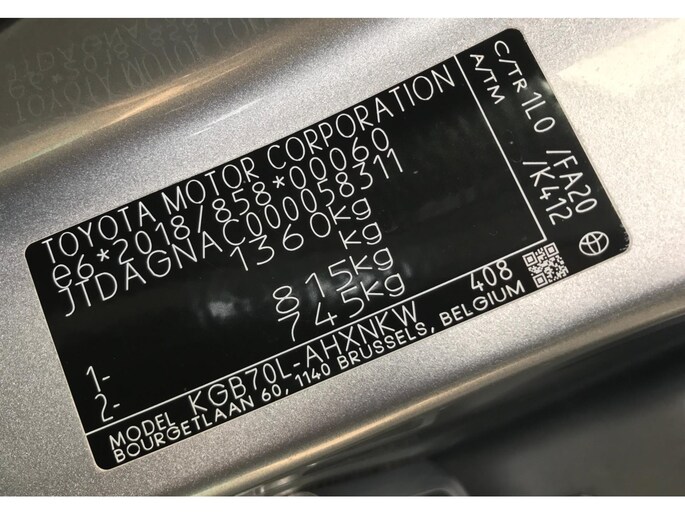 TOYOTA MOTOR CORPORATION
e6*2018/858*00060
JTDAGNAC000058311
1360kg
kg
1- 815kg
2- 745kg
A/TM
C/TR 1L0 /FA20
/K412
MODEL KGB70L-AHXNKW 408
BOURGETLAAN 60, 1140 BRUSSELS, BELGIUM